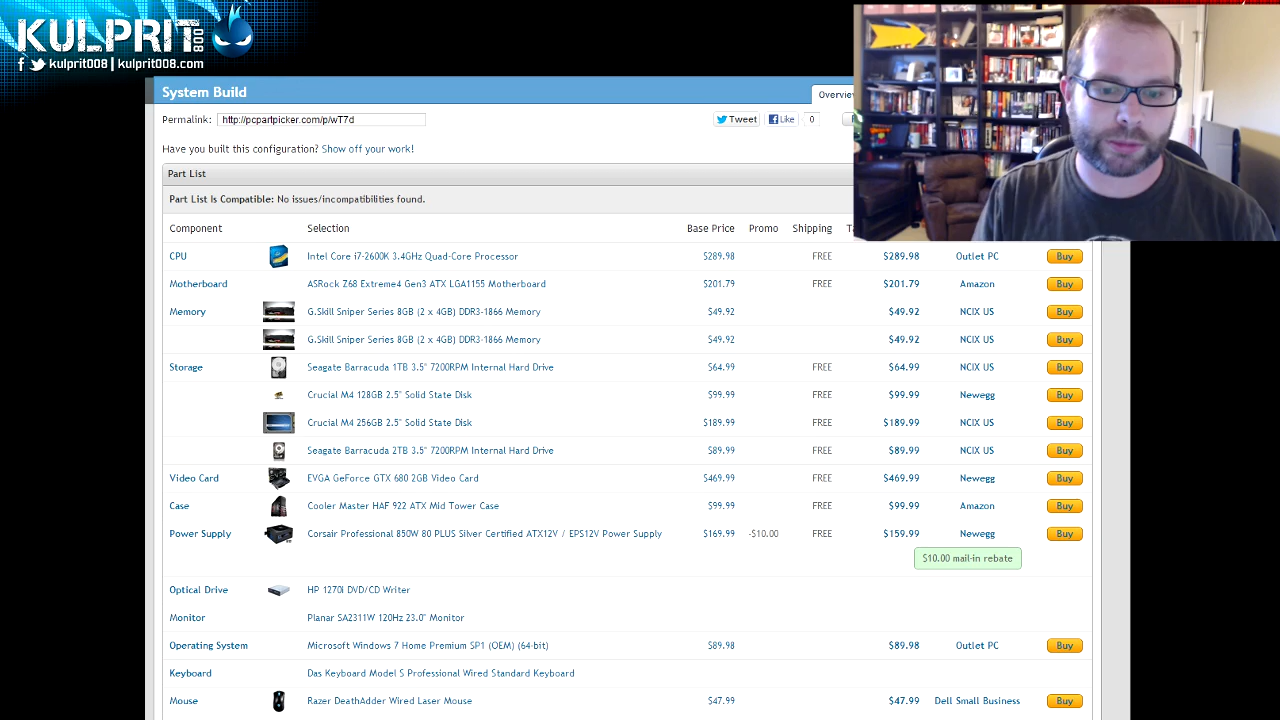 KULPRIT 008
kulprit008 | kulprit008.com
System Build
Overview
Permalink:
Tweet Like 0
Have you built this configuration? Show off your work!
Part List
Part List Is Compatible: No issues/incompatibilities found.
Component Selection Base Price Promo Shipping
CPU Intel Core i7-2600K 3.4GHz Quad-Core Processor $289.98 FREE $289.98 Outlet PC Buy
Motherboard ASRock Z68 Extreme4 Gen3 ATX LGA1155 Motherboard $201.79 FREE $201.79 Amazon Buy
Memory G.Skill Sniper Series 8GB (2 x 4GB) DDR3-1866 Memory $49.92 $49.92 NCIX US Buy
G.Skill Sniper Series 8GB (2 x 4GB) DDR3-1866 Memory $49.92 $49.92 NCIX US Buy
Storage Seagate Barracuda 1TB 3.5" 7200RPM Internal Hard Drive $64.99 FREE $64.99 NCIX US Buy
Crucial M4 128GB 2.5" Solid State Disk $99.99 FREE $99.99 Newegg Buy
Crucial M4 256GB 2.5" Solid State Disk $189.99 FREE $189.99 NCIX US Buy
Seagate Barracuda 2TB 3.5" 7200RPM Internal Hard Drive $89.99 FREE $89.99 NCIX US Buy
Video Card EVGA GeForce GTX 680 2GB Video Card $469.99 FREE $469.99 Newegg Buy
Case Cooler Master HAF 922 ATX Mid Tower Case $99.99 FREE $99.99 Amazon Buy
Power Supply Corsair Professional 850W 80 PLUS Silver Certified ATX12V / EPS12V Power Supply $169.99 -$10.00 FREE $159.99 Newegg Buy
$10.00 mail-in rebate
Optical Drive HP 1270i DVD/CD Writer
Monitor Planar SA2311W 120Hz 23.0" Monitor
Operating System Microsoft Windows 7 Home Premium SP1 (OEM) (64-bit) $89.98 $89.98 Outlet PC Buy
Keyboard Das Keyboard Model S Professional Wired Standard Keyboard
Mouse Razer DeathAdder Wired Laser Mouse $47.99 $47.99 Dell Small Business Buy